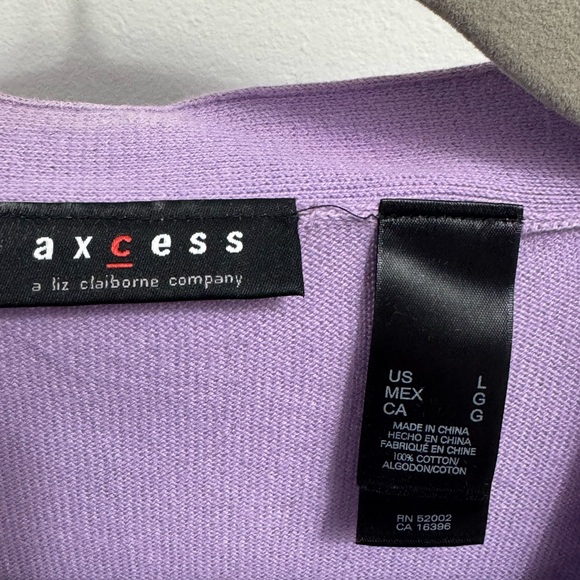 axcess
a liz claiborne company
US L
MEX G
CA G
MADE IN CHINA
HECHO EN CHINA
FABRIQUÉ EN CHINE
100% COTTON/
ALGODON/COTON
RN 52002
CA 16396